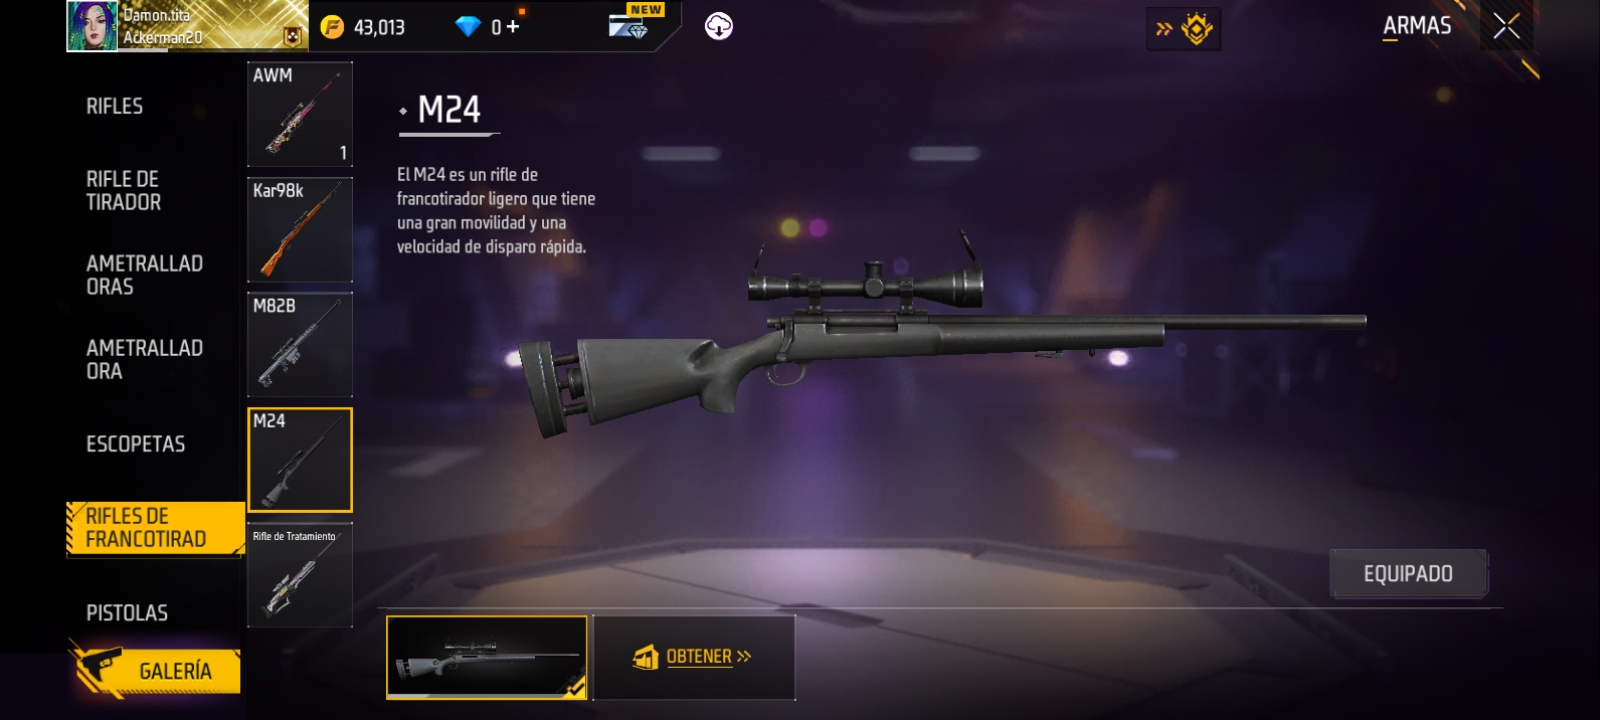 Damon.tita
Ackerman20
43,013
0 +
NEW
ARMAS
RIFLES
RIFLE DE
TIRADOR
AMETRALLAD
ORAS
AMETRALLAD
ORA
ESCOPETAS
RIFLES DE
FRANCOTIRAD
PISTOLAS
GALERÍA
AWM
1
Kar98k
M82B
M24
Rifle de Tratamiento
M24
El M24 es un rifle de
francotirador ligero que tiene
una gran movilidad y una
velocidad de disparo rápida.
EQUIPADO
OBTENER >>